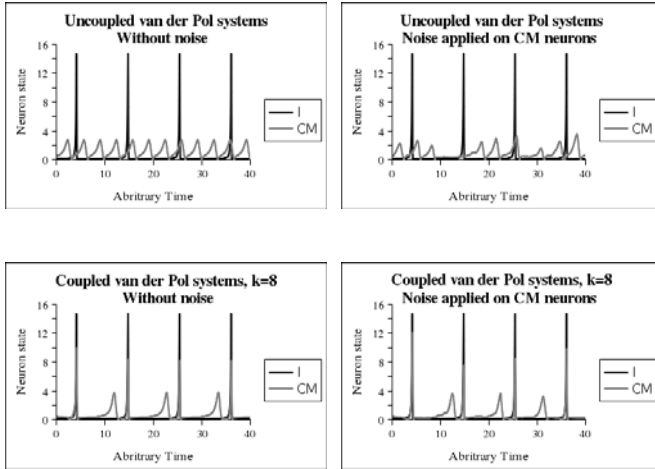 Uncoupled van der Pol systems
Without noise
16
12
8
4
0
Neuron state
0 10 20 30 40
Abritrary Time
I
CM
Uncoupled van der Pol systems
Noise applied on CM neurons
16
12
8
4
0
Neuron state
0 10 20 30 40
Abritrary Time
I
CM
Coupled van der Pol systems, k=8
Without noise
16
12
8
4
0
Neuron state
0 10 20 30 40
Abritrary Time
I
CM
Coupled van der Pol systems, k=8
Noise applied on CM neurons
16
12
8
4
0
Neuron state
0 10 20 30 40
Abritrary Time
I
CM